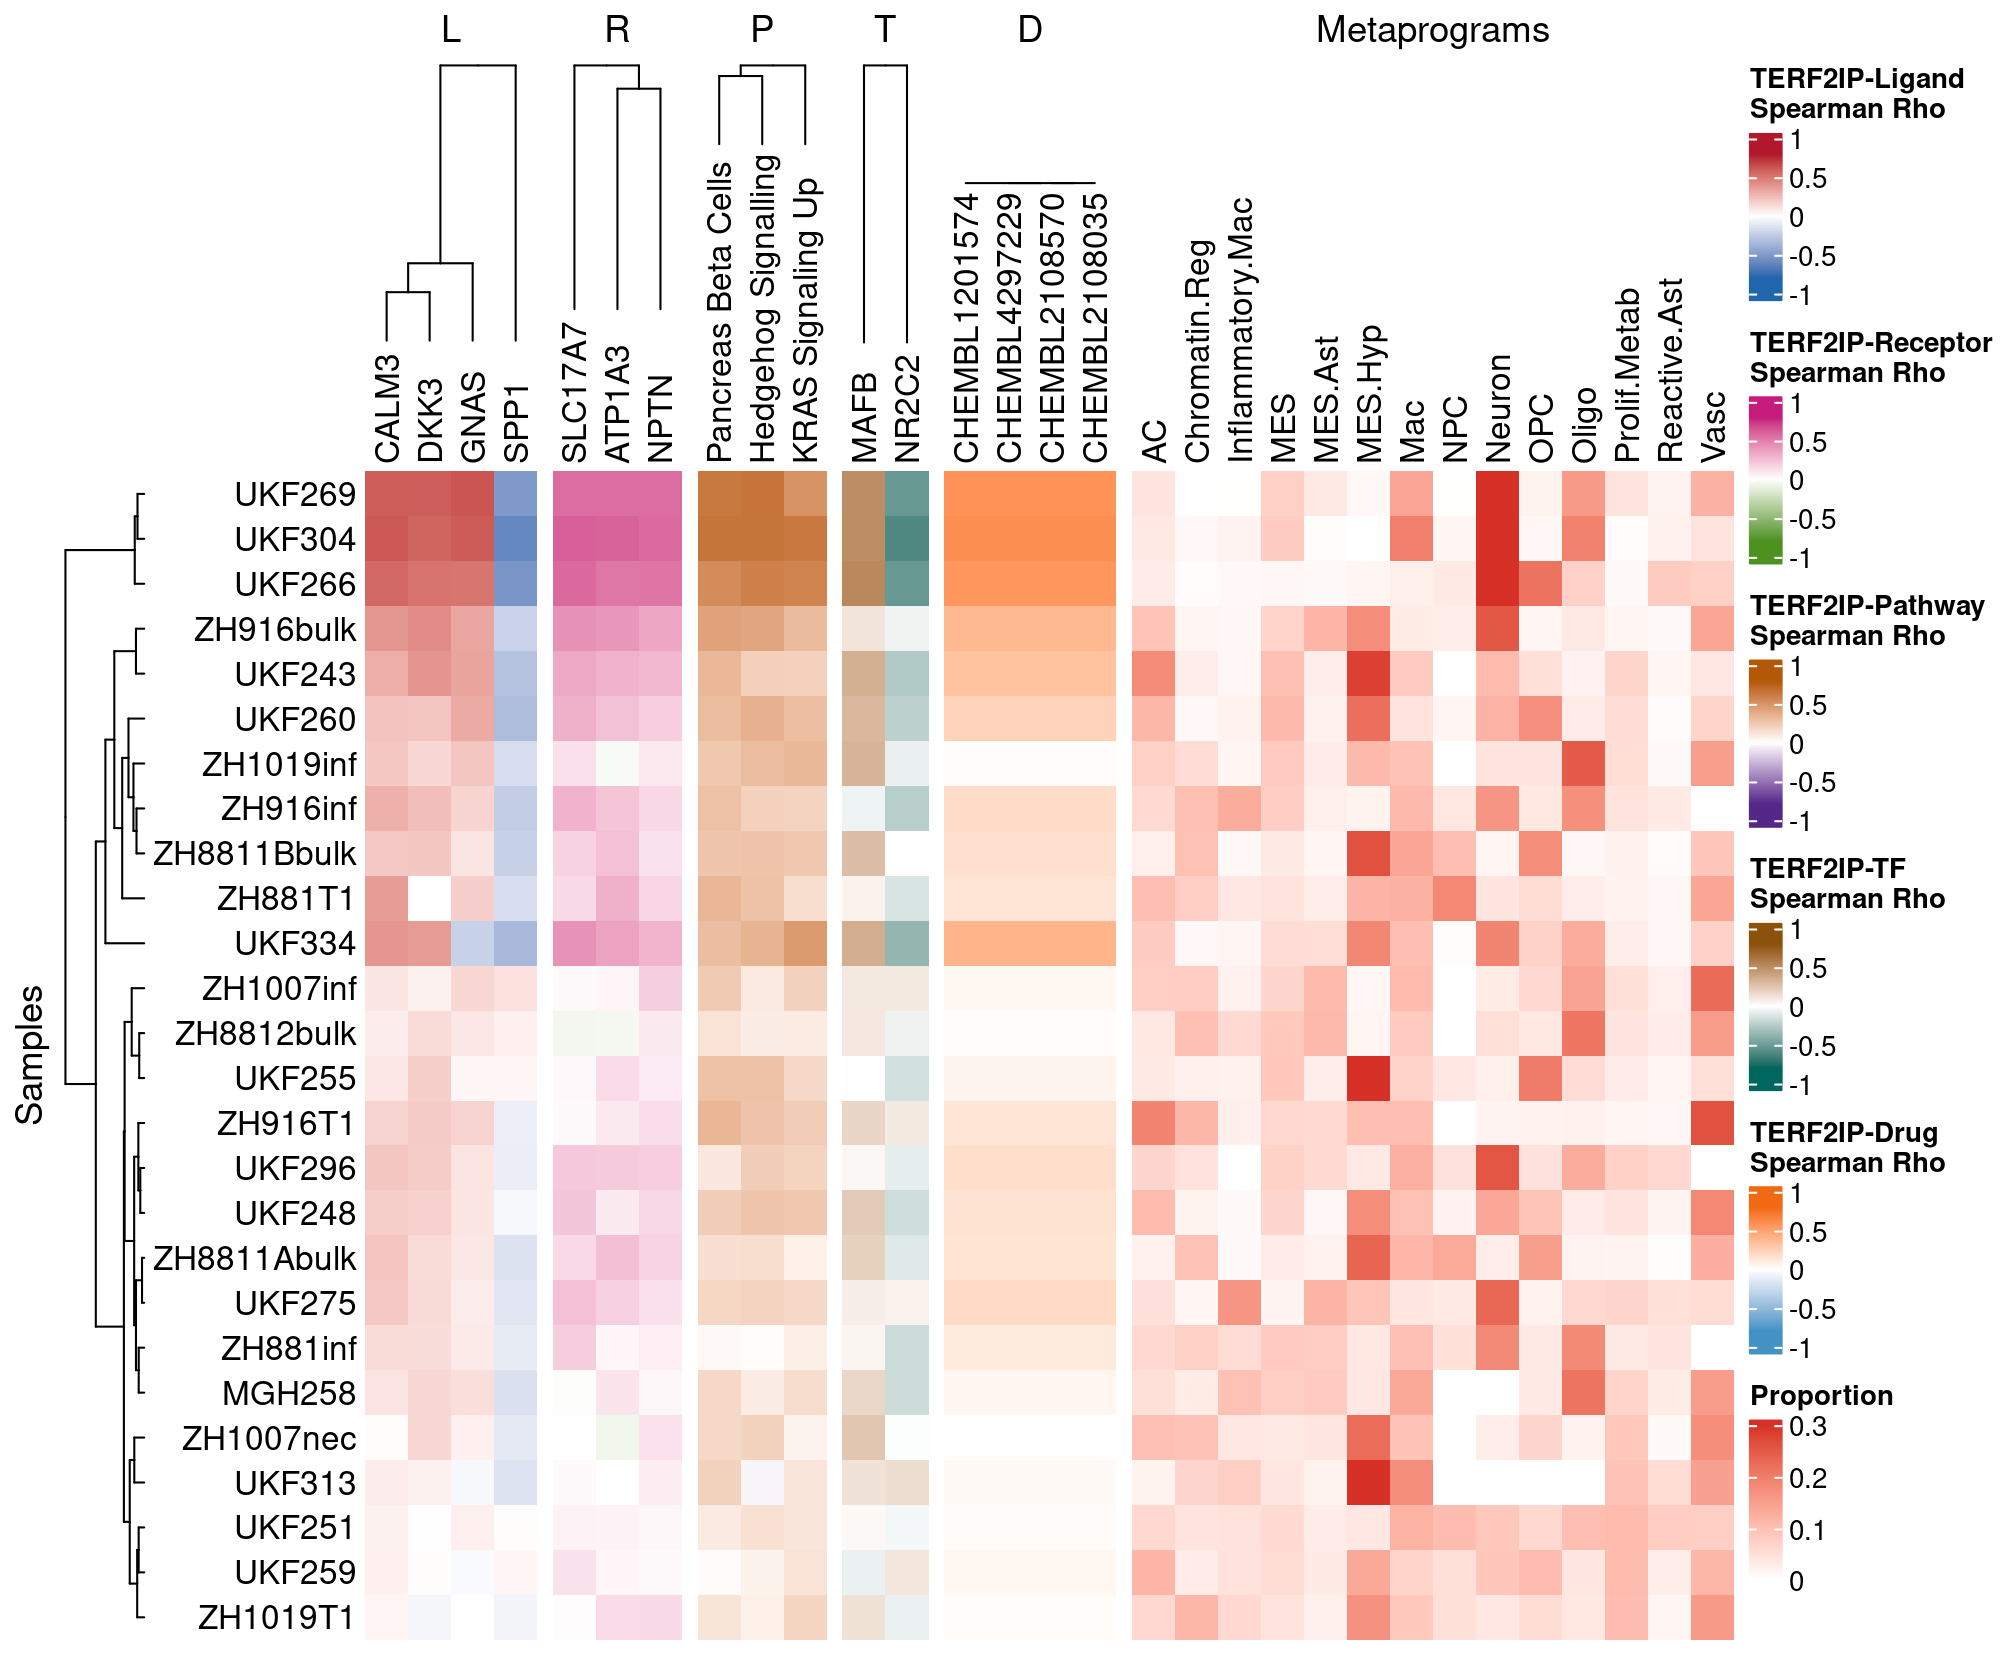 L R P T D Metaprograms
CALM3
DKK3
GNAS
SPP1
SLC17A7
ATP1A3
NPTN
Pancreas Beta Cells
Hedgehog Signalling
KRAS Signaling Up
MAFB
NR2C2
CHEMBL1201574
CHEMBL4297229
CHEMBL2108570
CHEMBL2108035
AC
Chromatin.Reg
Inflammatory.Mac
MES
MES.Ast
MES.Hyp
Mac
NPC
Neuron
OPC
Oligo
Prolif.Metab
Reactive.Ast
Vasc
Samples
UKF269
UKF304
UKF266
ZH916bulk
UKF243
UKF260
ZH1019inf
ZH916inf
ZH8811Bbulk
ZH881T1
UKF334
ZH1007inf
ZH8812bulk
UKF255
ZH916T1
UKF296
UKF248
ZH8811Abulk
UKF275
ZH881inf
MGH258
ZH1007nec
UKF313
UKF251
UKF259
ZH1019T1
TERF2IP-Ligand
Spearman Rho
1
0.5
0
-0.5
-1
TERF2IP-Receptor
Spearman Rho
1
0.5
0
-0.5
-1
TERF2IP-Pathway
Spearman Rho
1
0.5
0
-0.5
-1
TERF2IP-TF
Spearman Rho
1
0.5
0
-0.5
-1
TERF2IP-Drug
Spearman Rho
1
0.5
0
-0.5
-1
Proportion
0.3
0.2
0.1
0